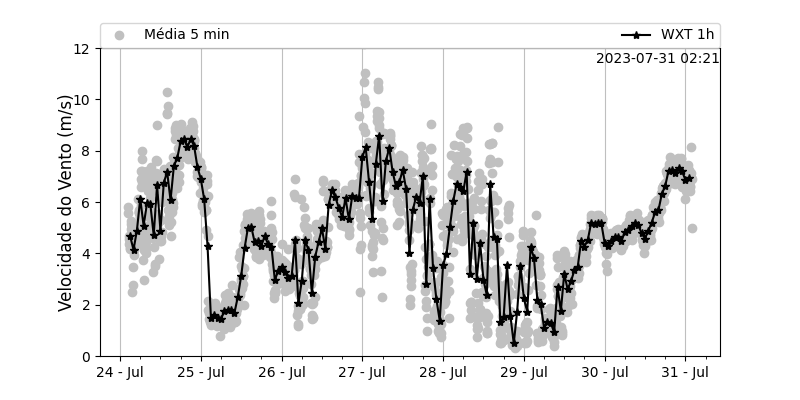 Média 5 min
WXT 1h
2023-07-31 02:21
Velocidade do Vento (m/s)
12
10
8
6
4
2
0
24 - Jul 25 - Jul 26 - Jul 27 - Jul 28 - Jul 29 - Jul 30 - Jul 31 - Jul